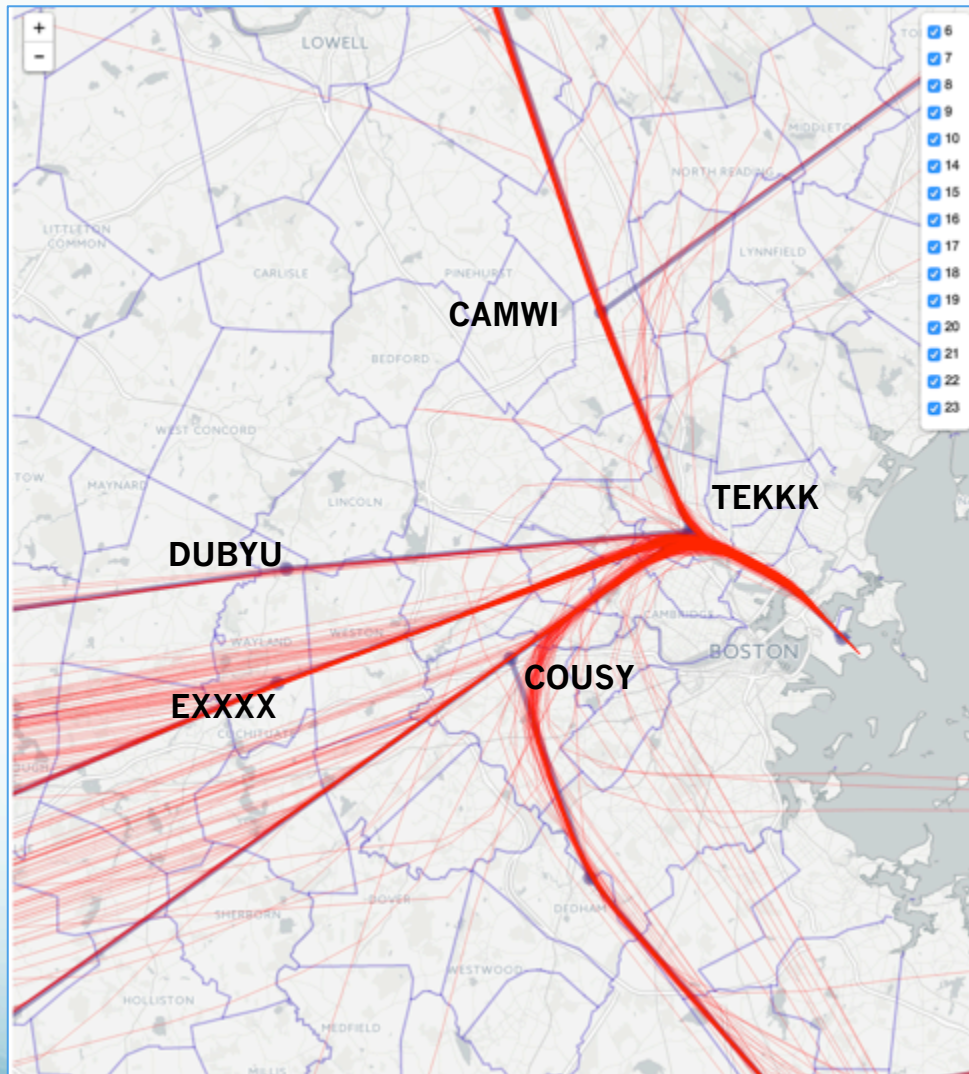 +
−
LOWELL
6
7
8
9
10
14
15
16
17
18
19
20
21
22
23
MIDDLETON
NORTH READING
LITTLETON
COMMON
CARLISLE
PINEHURST
LYNNFIELD
CAMWI
BEDFORD
WEST CONCORD
TOW
MAYNARD
LINCOLN
TEKKK
DUBYU
WAYLAND
WESTON
CAMBRIDGE
BOSTON
COUSY
EXXXX
COCHITUATE
DOVER
DEDHAM
SHERBORN
WESTWOOD
HOLLISTON
MEDFIELD
MILLIS